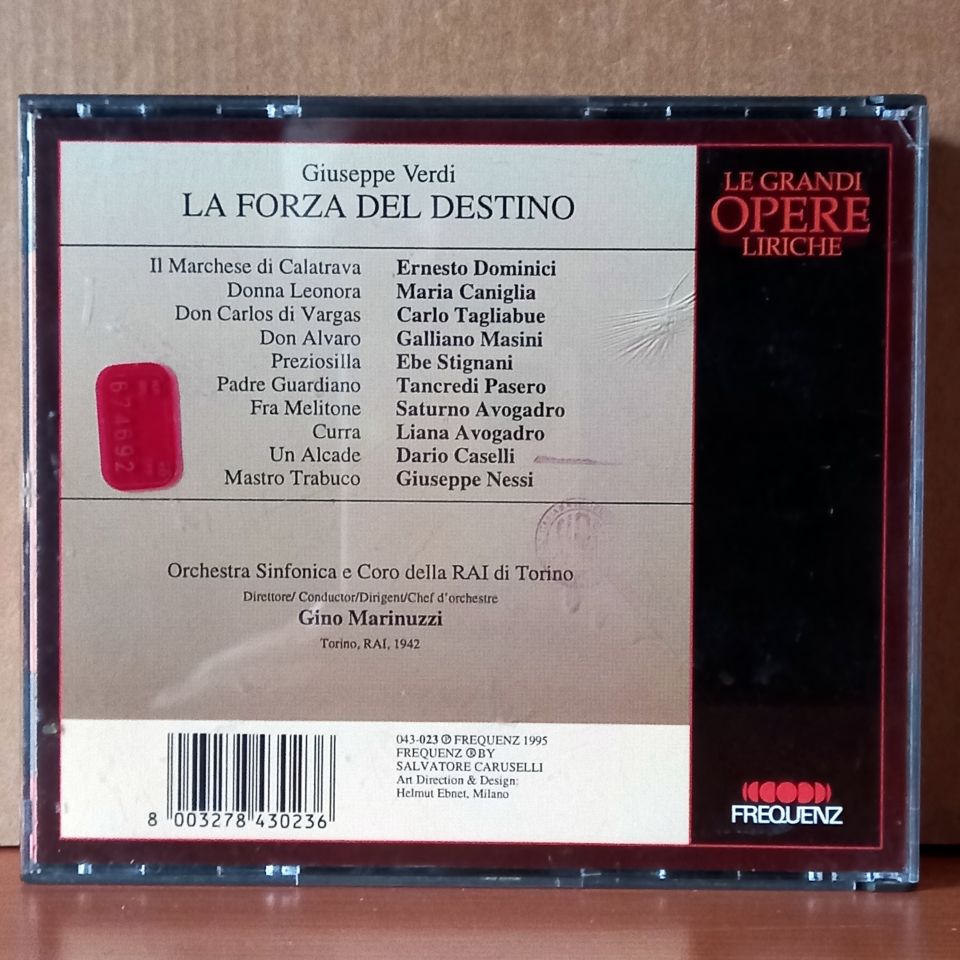 Giuseppe Verdi
LA FORZA DEL DESTINO
Il Marchese di Calatrava Ernesto Dominici
Donna Leonora Maria Caniglia
Don Carlos di Vargas Carlo Tagliabue
Don Alvaro Galliano Masini
Preziosilla Ebe Stignani
Padre Guardiano Tancredi Pasero
Fra Melitone Saturno Avogadro
Curra Liana Avogadro
Un Alcade Dario Caselli
Mastro Trabuco Giuseppe Nessi
Orchestra Sinfonica e Coro della RAI di Torino
Direttore/ Conductor/Dirigent/Chef d'orchestre
Gino Marinuzzi
Torino, RAI, 1942
043-023 ℗ FREQUENZ 1995
FREQUENZ ® BY
SALVATORE CARUSELLI
Art Direction & Design:
Helmut Ebnet, Milano
8 003278 430236
LE GRANDI
OPERE
LIRICHE
FREQUENZ
674692